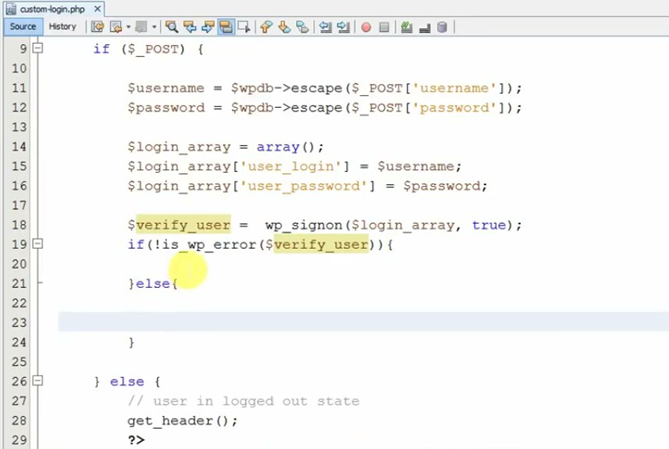 custom-login.php
Source History
9 if ($_POST) {
10
11 $username = $wpdb->escape($_POST['username']);
12 $password = $wpdb->escape($_POST['password']);
13
14 $login_array = array();
15 $login_array['user_login'] = $username;
16 $login_array['user_password'] = $password;
17
18 $verify_user = wp_signon($login_array, true);
19 if(!is_wp_error($verify_user)){
20
21 }else{
22
23
24 }
25
26 } else {
27 // user in logged out state
28 get_header();
29 ?>